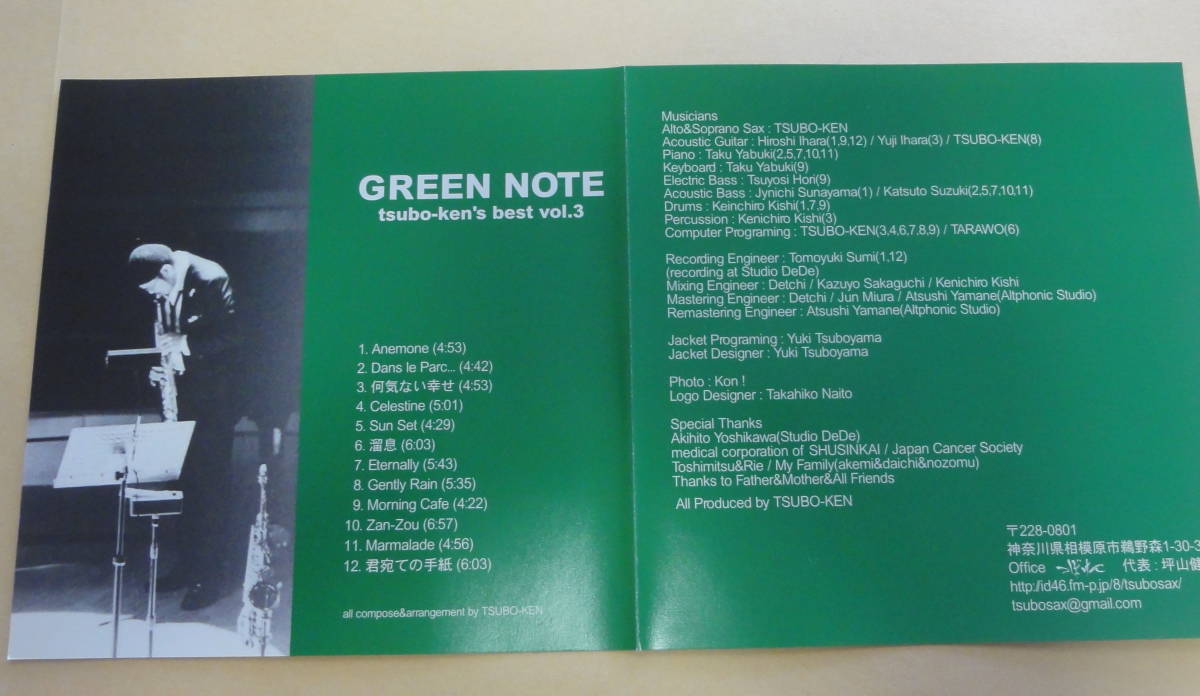 GREEN NOTE
tsubo-ken's best vol.3
1. Anemone (4:53)
2. Dans le Parc... (4:42)
3. 何気ない幸せ (4:53)
4. Celestine (5:01)
5. Sun Set (4:29)
6. 溜息 (6:03)
7. Eternally (5:43)
8. Gently Rain (5:35)
9. Morning Cafe (4:22)
10. Zan-Zou (6:57)
11. Marmalade (4:56)
12. 君宛ての手紙 (6:03)
all compose&arrangement by TSUBO-KEN
Musicians
Alto&Soprano Sax : TSUBO-KEN
Acoustic Guitar : Hiroshi Ihara(1.9.12) / Yuji Ihara(3) / TSUBO-KEN(8)
Piano : Taku Yabuki(2.5,7,10,11)
Keyboard : Taku Yabuki(9)
Electric Bass : Tsuyosi Hori(9)
Acoustic Bass : Jynichi Sunayama(1) / Katsuto Suzuki(2,5,7,10,11)
Drums : Keinchiro Kishi(1,7,9)
Percussion : Kenichiro Kishi(3)
Computer Programing : TSUBO-KEN(3,4,6,7,8,9) / TARAWO(6)
Recording Engineer : Tomoyuki Sumi(1,12)
(recording at Studio DeDe)
Mixing Engineer : Detchi / Kazuyo Sakaguchi / Kenichiro Kishi
Mastering Engineer : Detchi / Jun Miura / Atsushi Yamane(Altphonic Studio)
Remastering Engineer : Atsushi Yamane(Altphonic Studio)
Jacket Programing : Yuki Tsuboyama
Jacket Designer : Yuki Tsuboyama
Photo : Kon !
Logo Designer : Takahiko Naito
Special Thanks
Akihito Yoshikawa(Studio DeDe)
medical corporation of SHUSINKAI / Japan Cancer Society
Toshimitsu&Rie / My Family(akemi&daichi&nozomu)
Thanks to Father&Mother&All Friends
All Produced by TSUBO-KEN
〒228-0801
神奈川県相模原市鵜野森1-30-3
Office 代表 : 坪山健
http://id46.fm-p.jp/8/tsubosax/
tsubosax@gmail.com